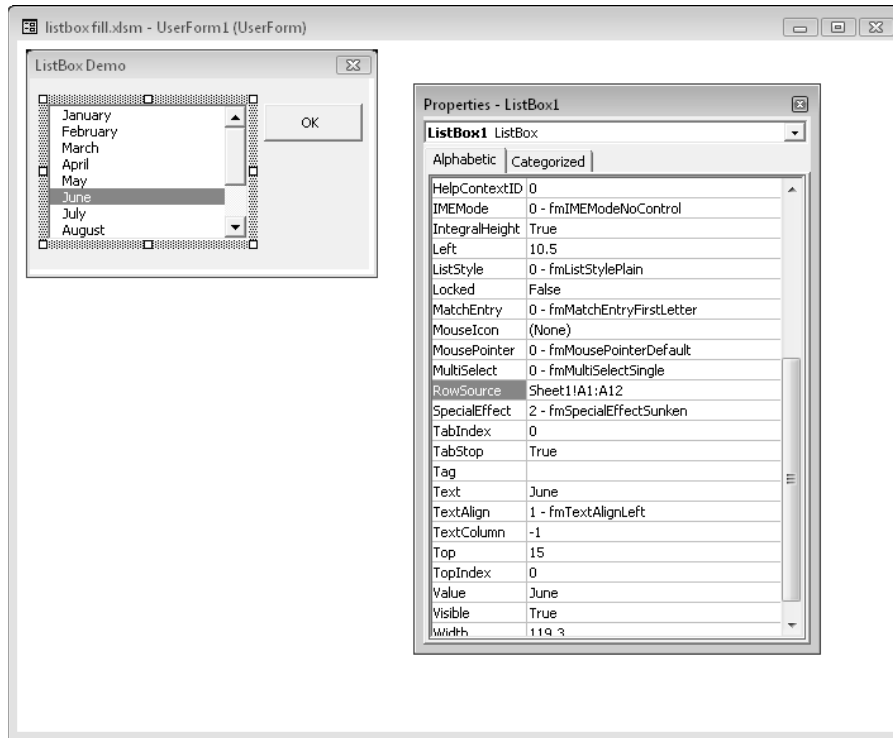 listbox fill.xlsm - UserForm1 (UserForm)
ListBox Demo
January
February
March
April
May
June
July
August
OK
Properties - ListBox1
ListBox1 ListBox
Alphabetic Categorized
HelpContextID 0
IMEMode 0 - fmIMEModeNoControl
IntegralHeight True
Left 10.5
ListStyle 0 - fmListStylePlain
Locked False
MatchEntry 0 - fmMatchEntryFirstLetter
MouseIcon (None)
MousePointer 0 - fmMousePointerDefault
MultiSelect 0 - fmMultiSelectSingle
RowSource Sheet1!A1:A12
SpecialEffect 2 - fmSpecialEffectSunken
TabIndex 0
TabStop True
Tag
Text June
TextAlign 1 - fmTextAlignLeft
TextColumn -1
Top 15
TopIndex 0
Value June
Visible True
Width 119.3